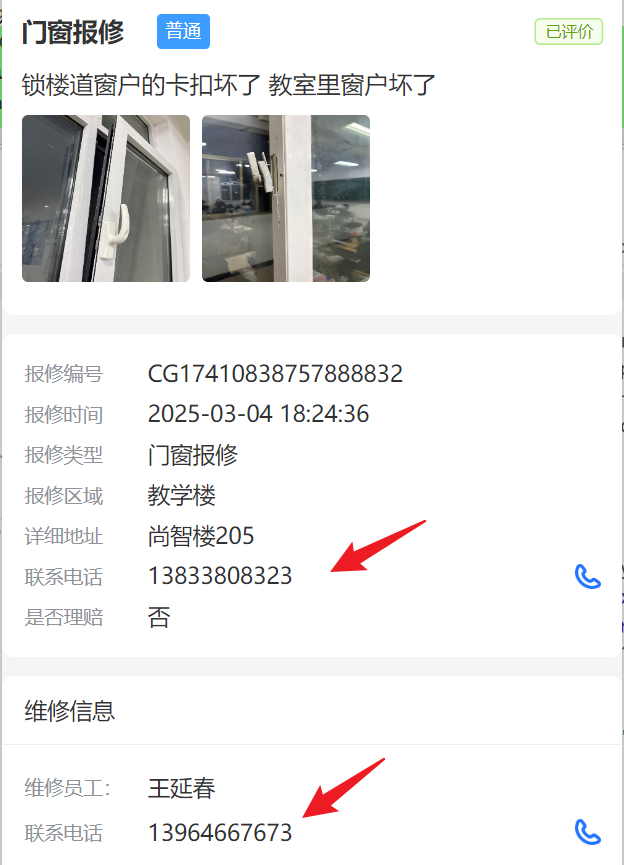 门窗报修 普通 已评价
锁楼道窗户的卡扣坏了 教室里窗户坏了
报修编号 CG17410838757888832
报修时间 2025-03-04 18:24:36
报修类型 门窗报修
报修区域 教学楼
详细地址 尚智楼205
联系电话 13833808323
是否理赔 否
维修信息
维修员工: 王延春
联系电话 13964667673